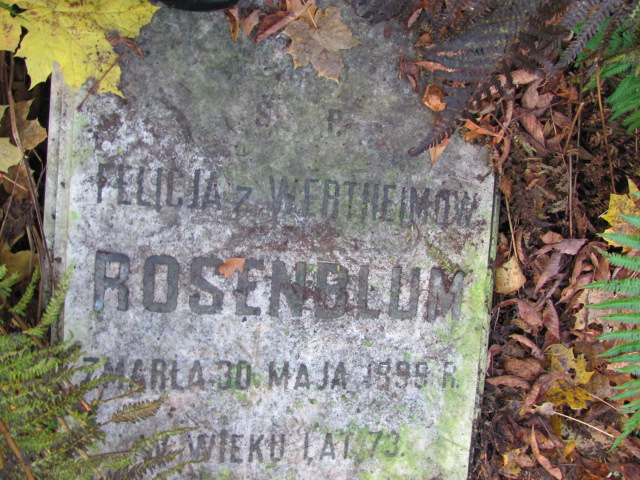 Ś. P.
FELICJA z WERTHEIMÓW
ROSENBLUM
ZMARŁA 30 MAJA 1899 R.
W WIEKU LAT 73.